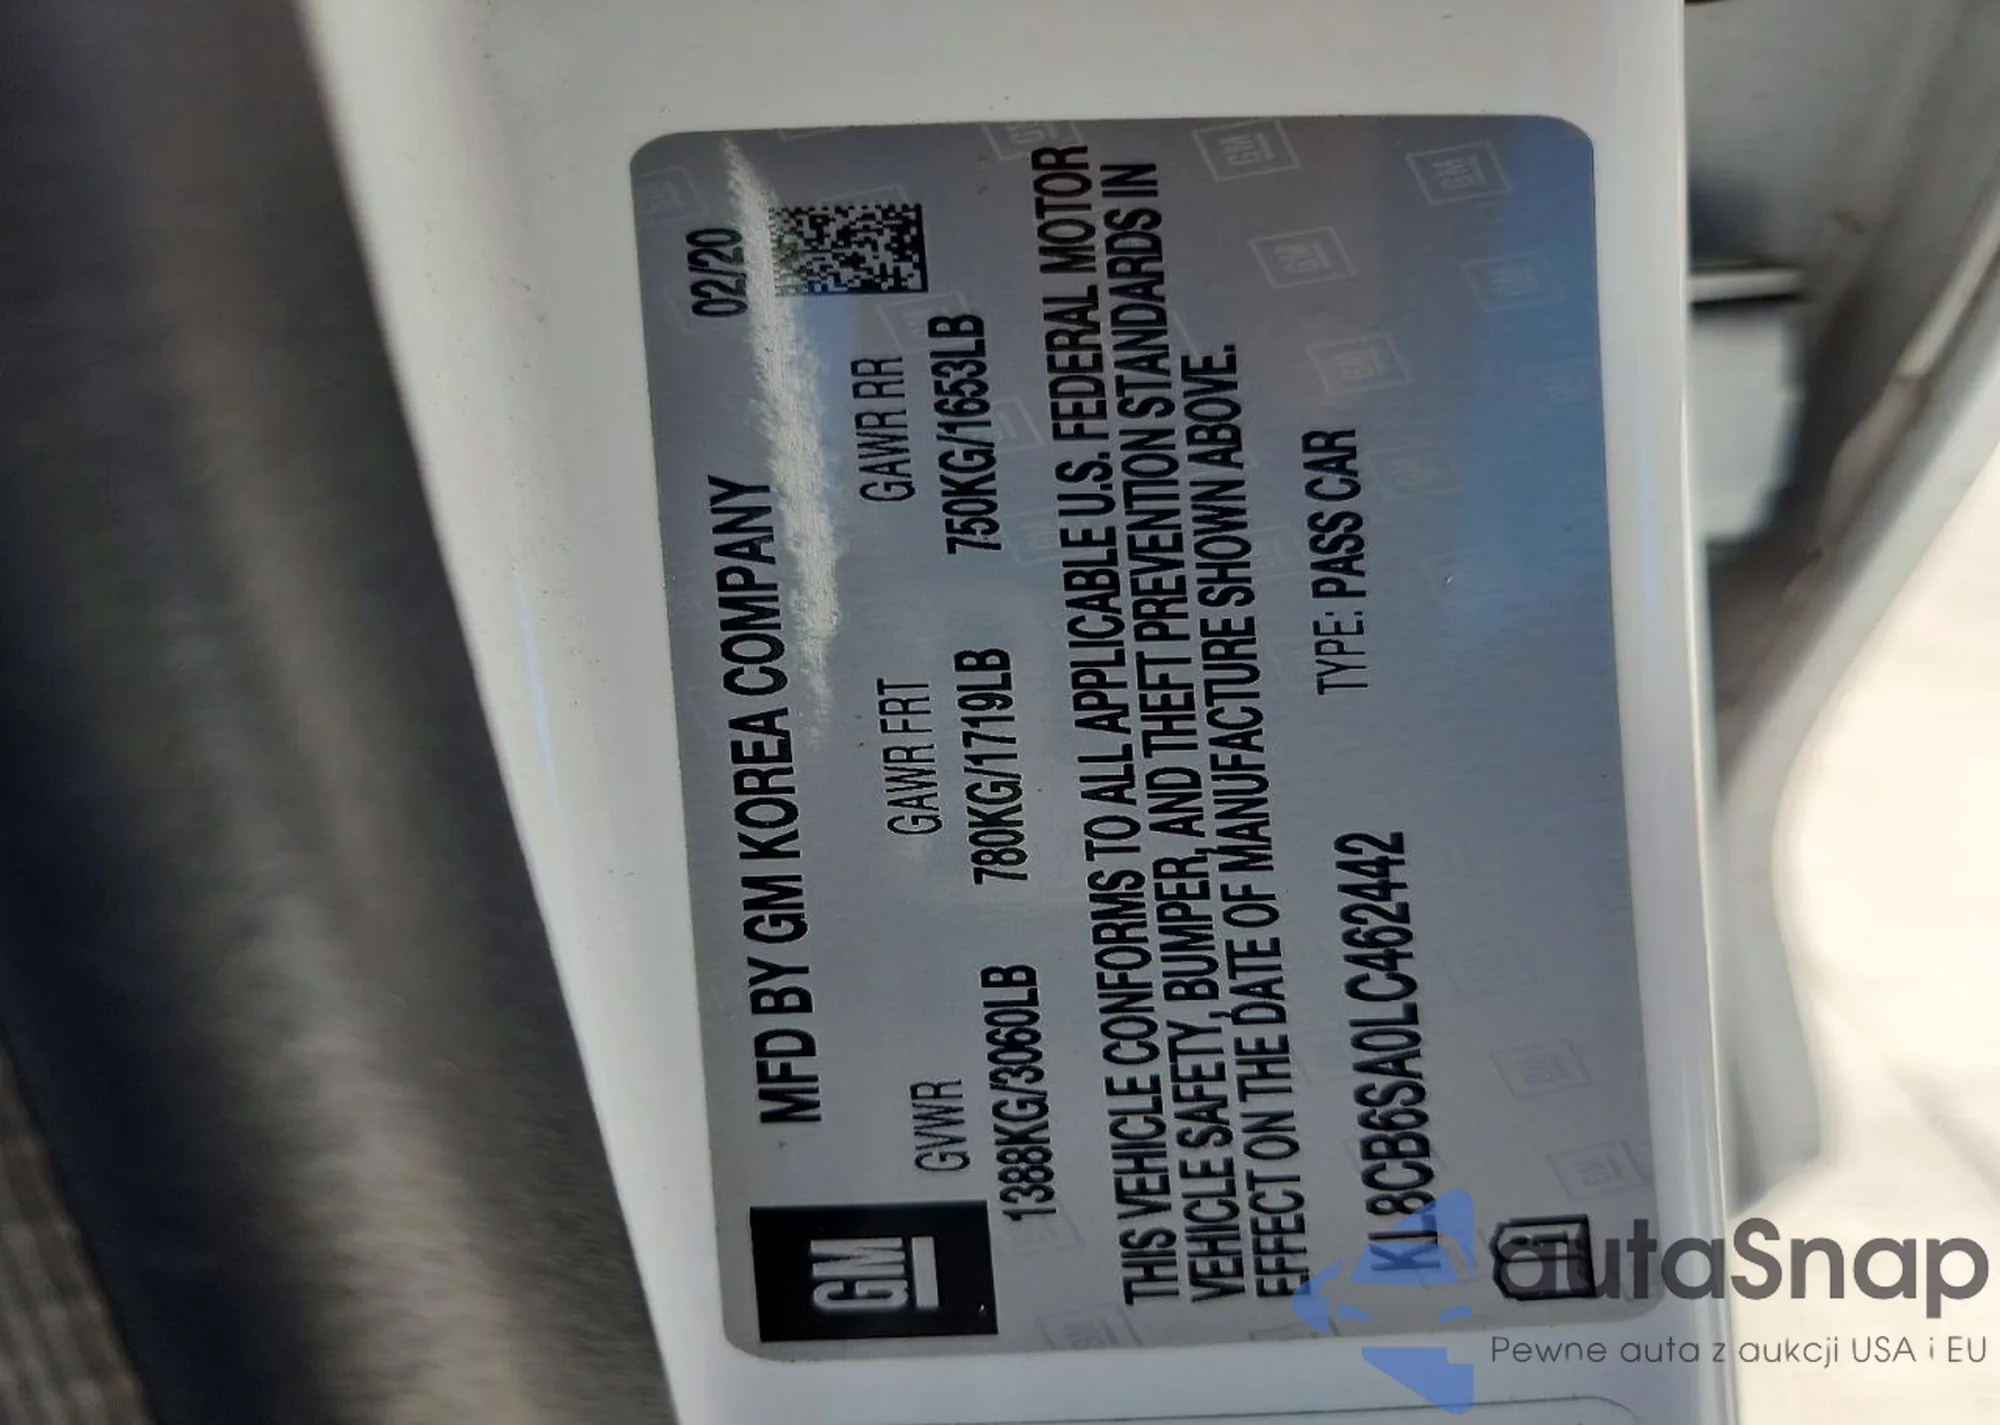 GM
MFD BY GM KOREA COMPANY 02/20
GVWR GAWR FRT GAWR RR
1388KG/3060LB 780KG/1719LB 750KG/1653LB
THIS VEHICLE CONFORMS TO ALL APPLICABLE U.S. FEDERAL MOTOR
VEHICLE SAFETY, BUMPER, AND THEFT PREVENTION STANDARDS IN
EFFECT ON THE DATE OF MANUFACTURE SHOWN ABOVE.
KL8CB6SA0LC462442 TYPE: PASS CAR
autaSnap
Pewne auta z aukcji USA i EU